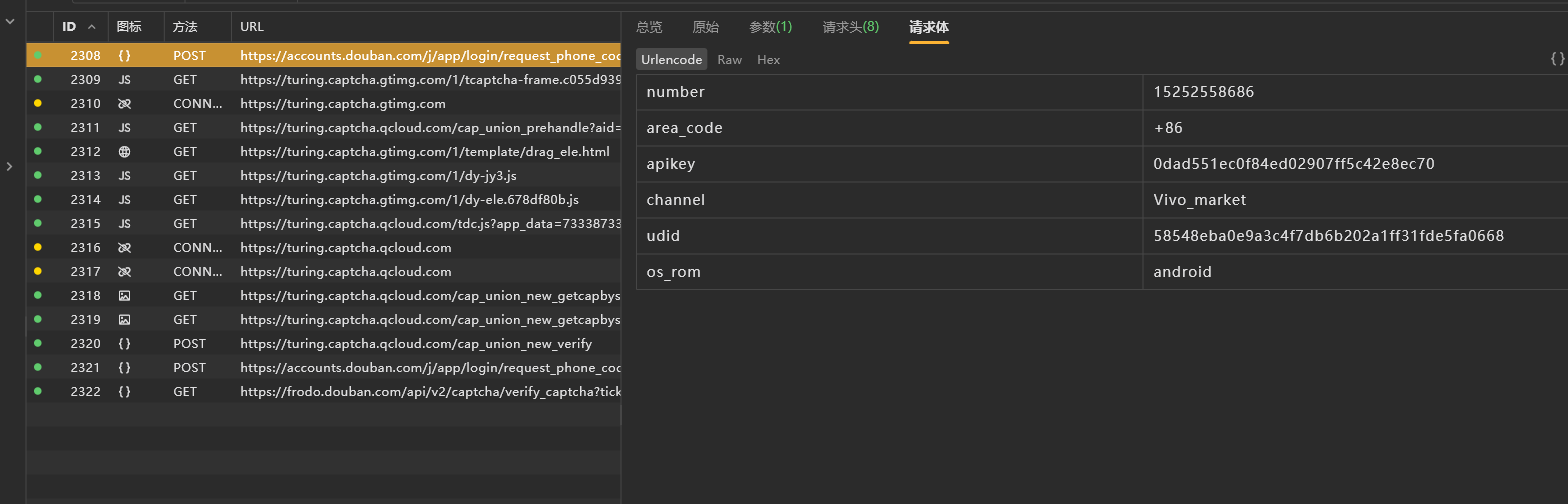 ID 图标 方法 URL
2308 {} POST https://accounts.douban.com/j/app/login/request_phone_cod
2309 JS GET https://turing.captcha.gtimg.com/1/tcaptcha-frame.c055d939
2310 CONN... https://turing.captcha.gtimg.com
2311 JS GET https://turing.captcha.qcloud.com/cap_union_prehandle?aid=
2312 GET https://turing.captcha.gtimg.com/1/template/drag_ele.html
2313 JS GET https://turing.captcha.gtimg.com/1/dy-jy3.js
2314 JS GET https://turing.captcha.gtimg.com/1/dy-ele.678df80b.js
2315 JS GET https://turing.captcha.qcloud.com/tdc.js?app_data=73338733
2316 CONN... https://turing.captcha.qcloud.com
2317 CONN... https://turing.captcha.qcloud.com
2318 GET https://turing.captcha.qcloud.com/cap_union_new_getcapbys
2319 GET https://turing.captcha.qcloud.com/cap_union_new_getcapbys
2320 {} POST https://turing.captcha.qcloud.com/cap_union_new_verify
2321 {} POST https://accounts.douban.com/j/app/login/request_phone_cod
2322 {} GET https://frodo.douban.com/api/v2/captcha/verify_captcha?tick
总览 原始 参数(1) 请求头(8) 请求体
Urlencode Raw Hex {}
number 15252558686
area_code +86
apikey 0dad551ec0f84ed02907ff5c42e8ec70
channel Vivo_market
udid 58548eba0e9a3c4f7db6b202a1ff31fde5fa0668
os_rom android